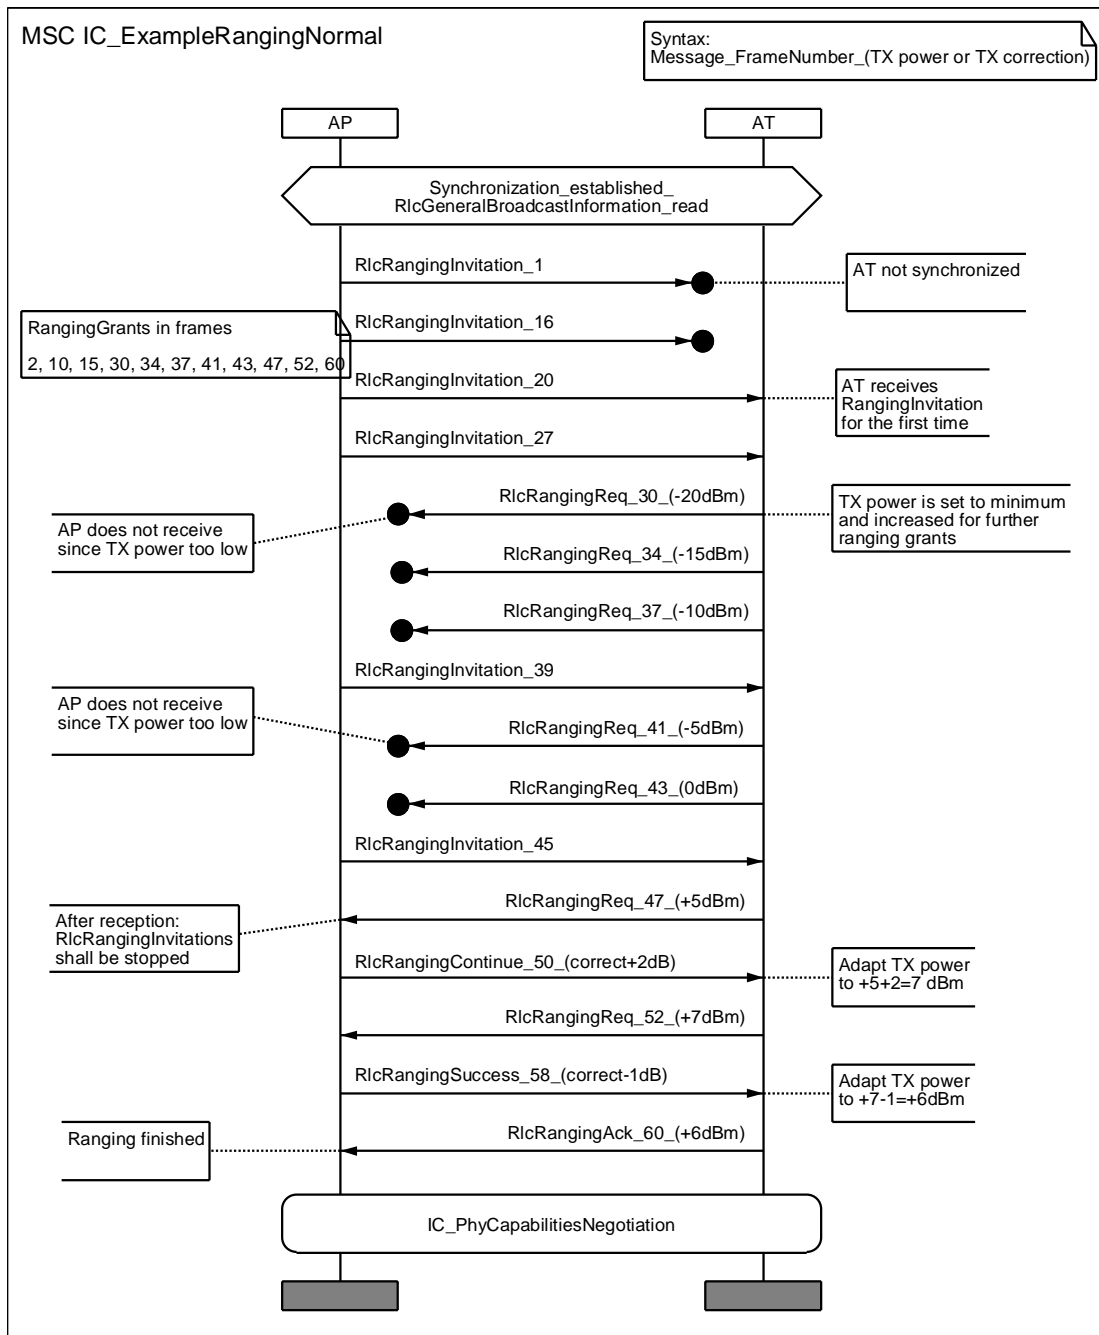 MSC IC_ExampleRangingNormal
Syntax:
Message_FrameNumber_(TX power or TX correction)
AP
AT
Synchronization_established_
RlcGeneralBroadcastInformation_read
RlcRangingInvitation_1
AT not synchronized
RangingGrants in frames
2, 10, 15, 30, 34, 37, 41, 43, 47, 52, 60
RlcRangingInvitation_16
RlcRangingInvitation_20
AT receives
RangingInvitation
for the first time
RlcRangingInvitation_27
RlcRangingReq_30_(-20dBm)
TX power is set to minimum
and increased for further
ranging grants
AP does not receive
since TX power too low
RlcRangingReq_34_(-15dBm)
RlcRangingReq_37_(-10dBm)
RlcRangingInvitation_39
AP does not receive
since TX power too low
RlcRangingReq_41_(-5dBm)
RlcRangingReq_43_(0dBm)
RlcRangingInvitation_45
RlcRangingReq_47_(+5dBm)
After reception:
RlcRangingInvitations
shall be stopped
RlcRangingContinue_50_(correct+2dB)
Adapt TX power
to +5+2=7 dBm
RlcRangingReq_52_(+7dBm)
RlcRangingSuccess_58_(correct-1dB)
Adapt TX power
to +7-1=+6dBm
RlcRangingAck_60_(+6dBm)
Ranging finished
IC_PhyCapabilitiesNegotiation